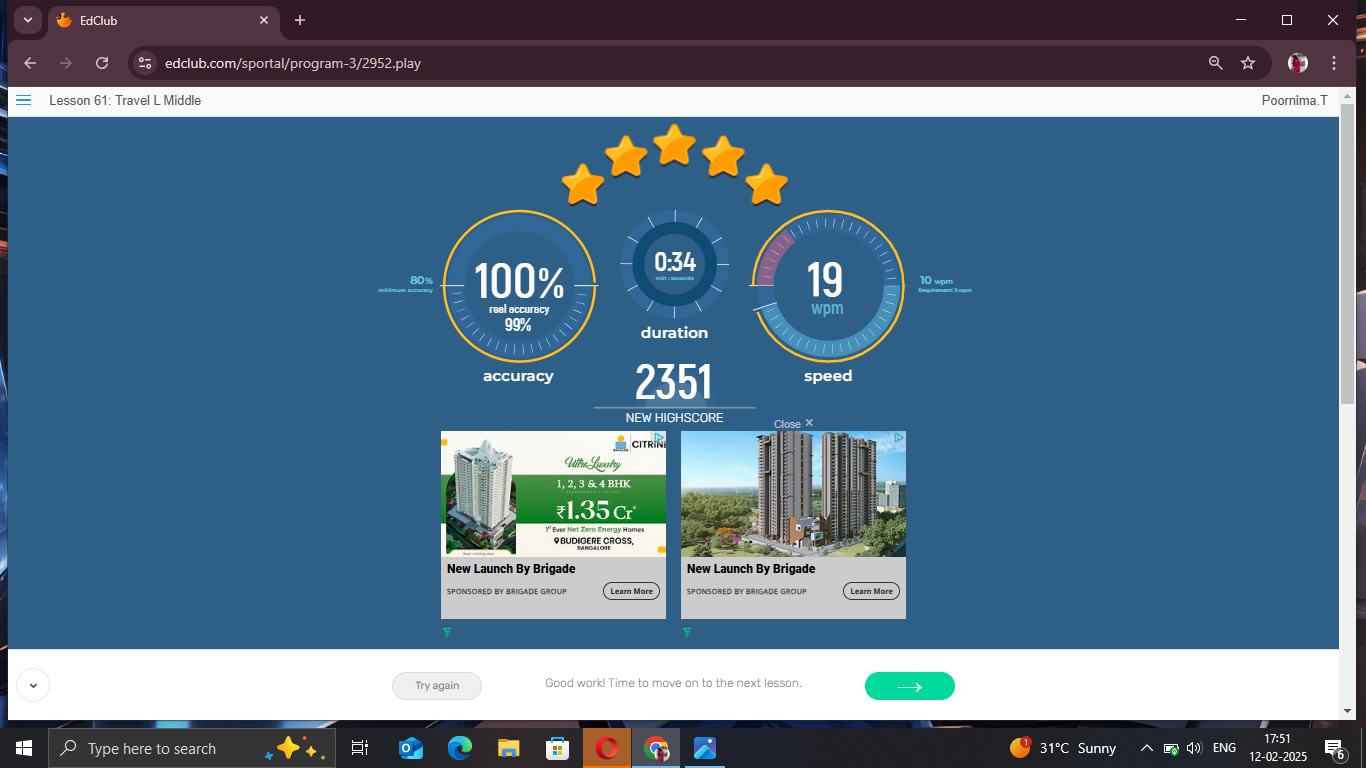 EdClub
edclub.com/sportal/program-3/2952.play
Lesson 61: Travel L Middle
Poornima.T
100%
real accuracy
99%
80%
minimum accuracy
accuracy
0:34
min : seconds
duration
19
wpm
10 wpm
Requirement: 3 wpm
speed
2351
NEW HIGHSCORE
Close
BRIGADE
CITRINE
Ultra Luxury
1, 2, 3 & 4 BHK
₹1.35 Cr*
1st Ever Net Zero Energy Homes
BUDIGERE CROSS,
BANGALORE
New Launch By Brigade
SPONSORED BY BRIGADE GROUP
Learn More
New Launch By Brigade
SPONSORED BY BRIGADE GROUP
Learn More
Try again
Good work! Time to move on to the next lesson.
Type here to search
1
31°C Sunny
ENG
17:51
12-02-2025
6